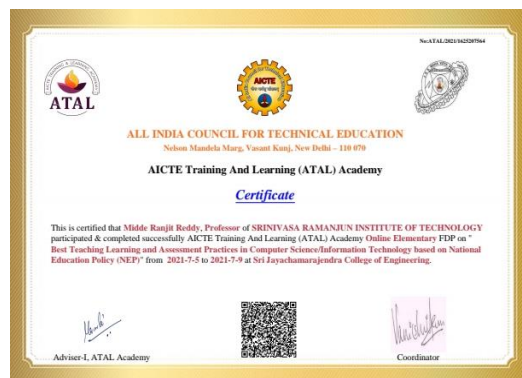 No:ATAL/2021/1625207564
ATAL
AICTE
ALL INDIA COUNCIL FOR TECHNICAL EDUCATION
Nelson Mandela Marg, Vasant Kunj, New Delhi – 110 070
AICTE Training And Learning (ATAL) Academy
Certificate
This is certified that Midde Ranjit Reddy, Professor of SRINIVASA RAMANJUN INSTITUTE OF TECHNOLOGY
participated & completed successfully AICTE Training And Learning (ATAL) Academy Online Elementary FDP on "
Best Teaching Learning and Assessment Practices in Computer Science/Information Technology based on National
Education Policy (NEP)" from 2021-7-5 to 2021-7-9 at Sri Jayachamarajendra College of Engineering.
Adviser-I, ATAL Academy
Coordinator